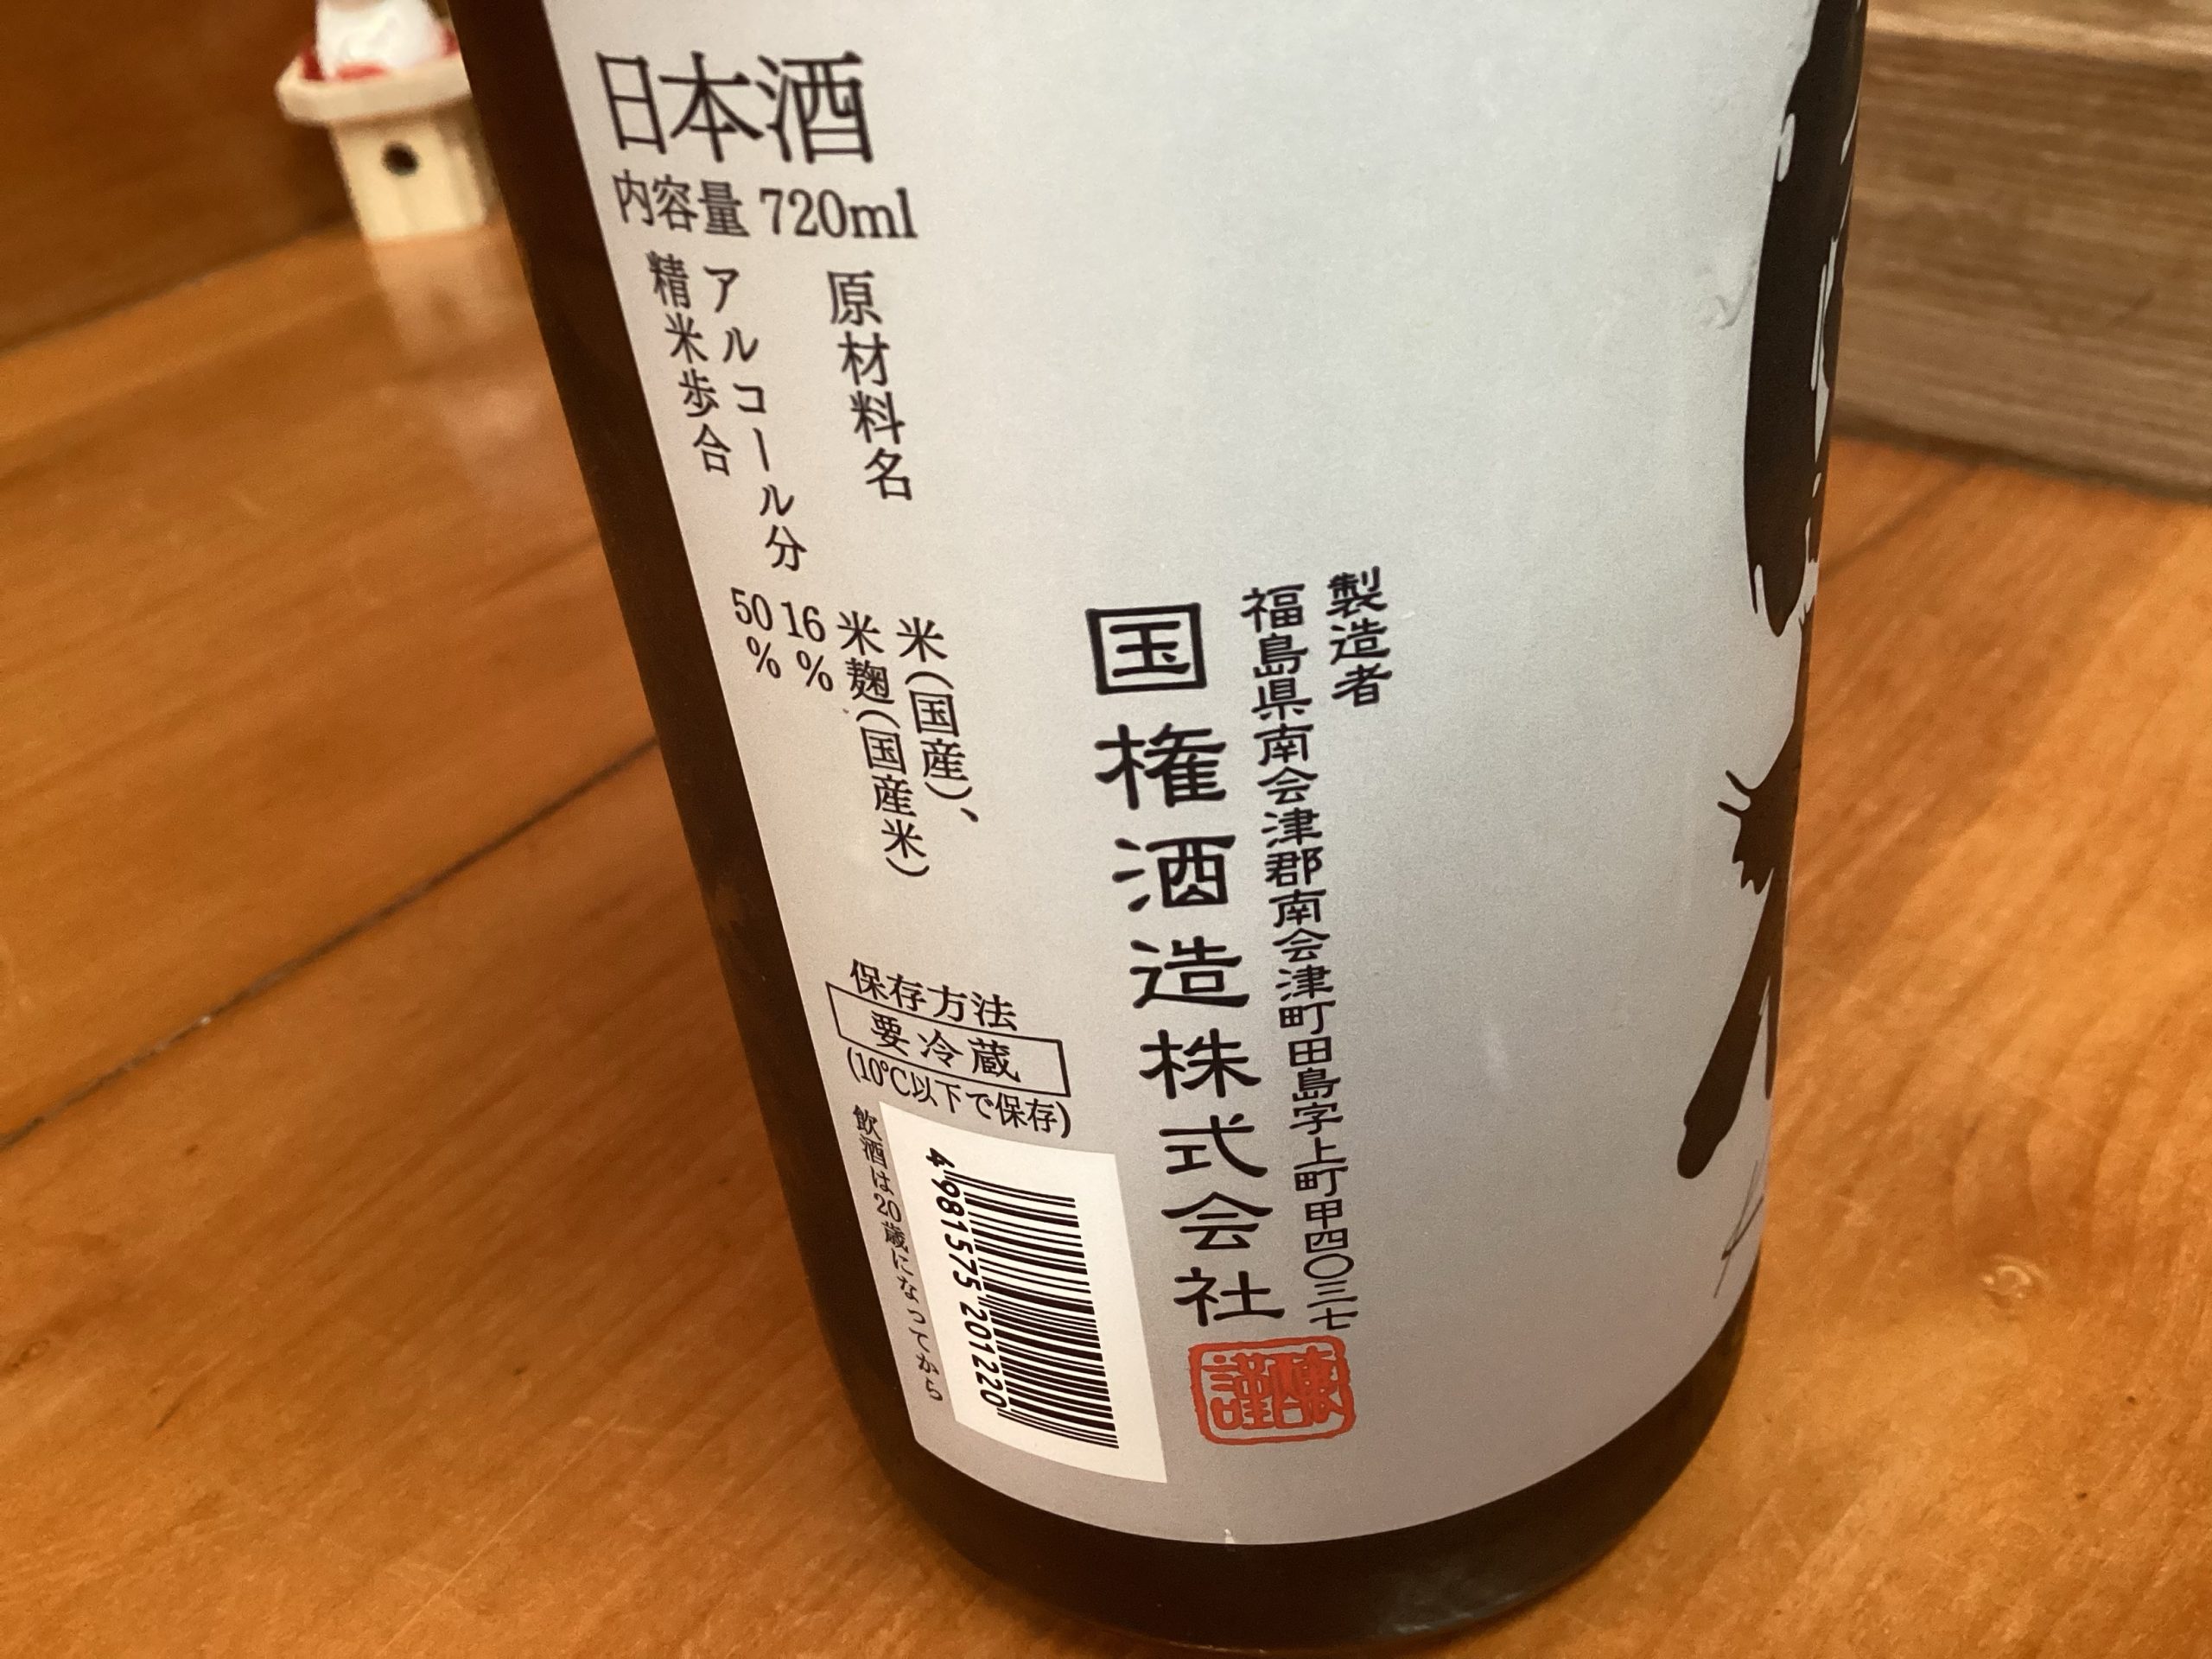 日本酒
内容量 720ml
原材料名 米(国産)、
米麹(国産米)
アルコール分 16%
精米歩合 50%
製造者
福島県南会津郡南会津町田島字上町甲四〇三七
国権酒造株式会社
保存方法
要冷蔵
(10℃以下で保存)
飲酒は20歳になってから
4981575201220